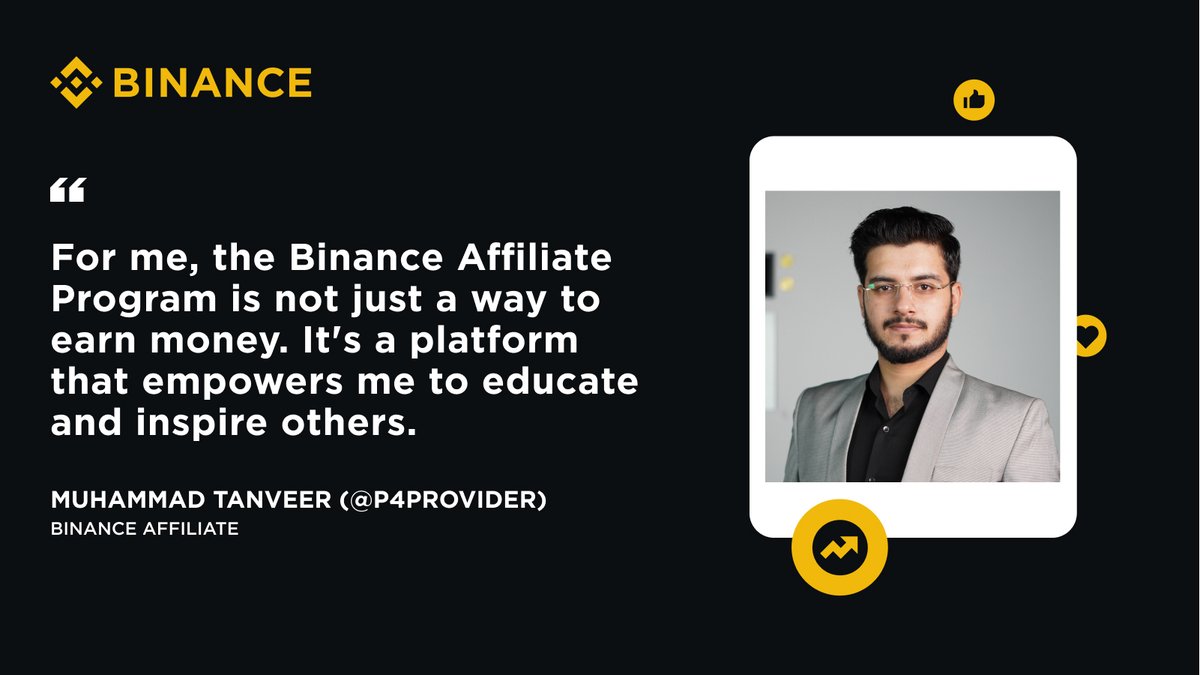 BINANCE
“
For me, the Binance Affiliate
Program is not just a way to
earn money. It's a platform
that empowers me to educate
and inspire others.
MUHAMMAD TANVEER (@P4PROVIDER)
BINANCE AFFILIATE